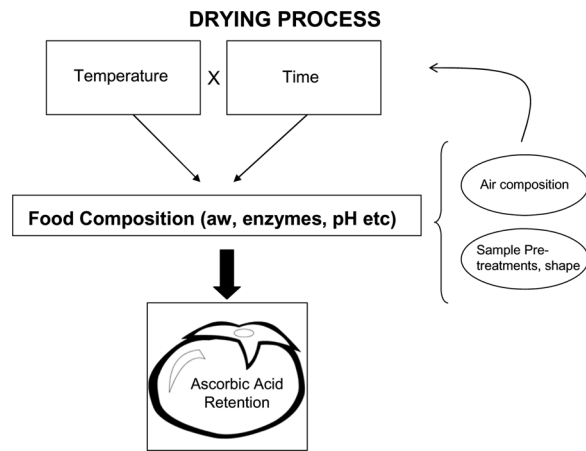 DRYING PROCESS
Temperature
X
Time
Food Composition (aw, enzymes, pH etc)
Air composition
Sample Pre-
treatments, shape
Ascorbic Acid
Retention